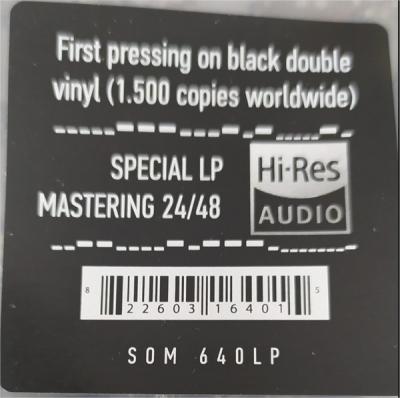 First pressing on black double
vinyl (1.500 copies worldwide)
SPECIAL LP
MASTERING 24/48
Hi-Res
AUDIO
8 22603 16401 5
SOM 640LP